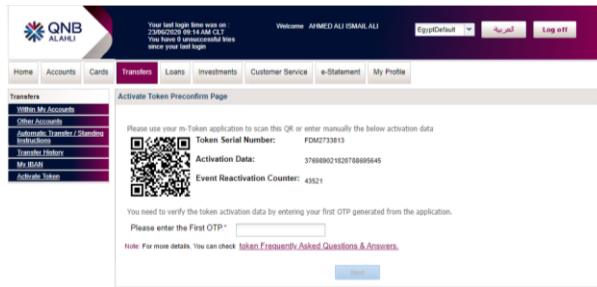 QNB
ALAHLI
Your last login time was on :
23/06/2020 09:14 AM CLT
You have 0 unsuccessful tries
since your last login
Welcome AHMED ALI ISMAIL ALI
EgyptDefault
العربية
Log off
Home Accounts Cards Transfers Loans Investments Customer Service e-Statement My Profile
Transfers
Within My Accounts
Other Accounts
Automatic Transfer / Standing
Instructions
Transfer History
My IBAN
Activate Token
Activate Token Preconfirm Page
Please use your m-Token application to scan this QR or enter manually the below activation data
Token Serial Number: FDM2733813
Activation Data: 376689021820788695645
Event Reactivation Counter: 43521
You need to verify the token activation data by entering your first OTP generated from the application.
Please enter the First OTP:*
Note: For more details. You can check token Frequently Asked Questions & Answers.
Next